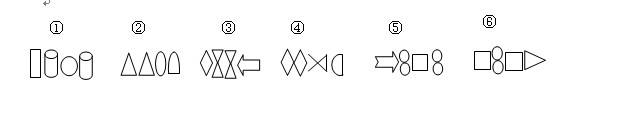 ① ② ③ ④ ⑤ ⑥